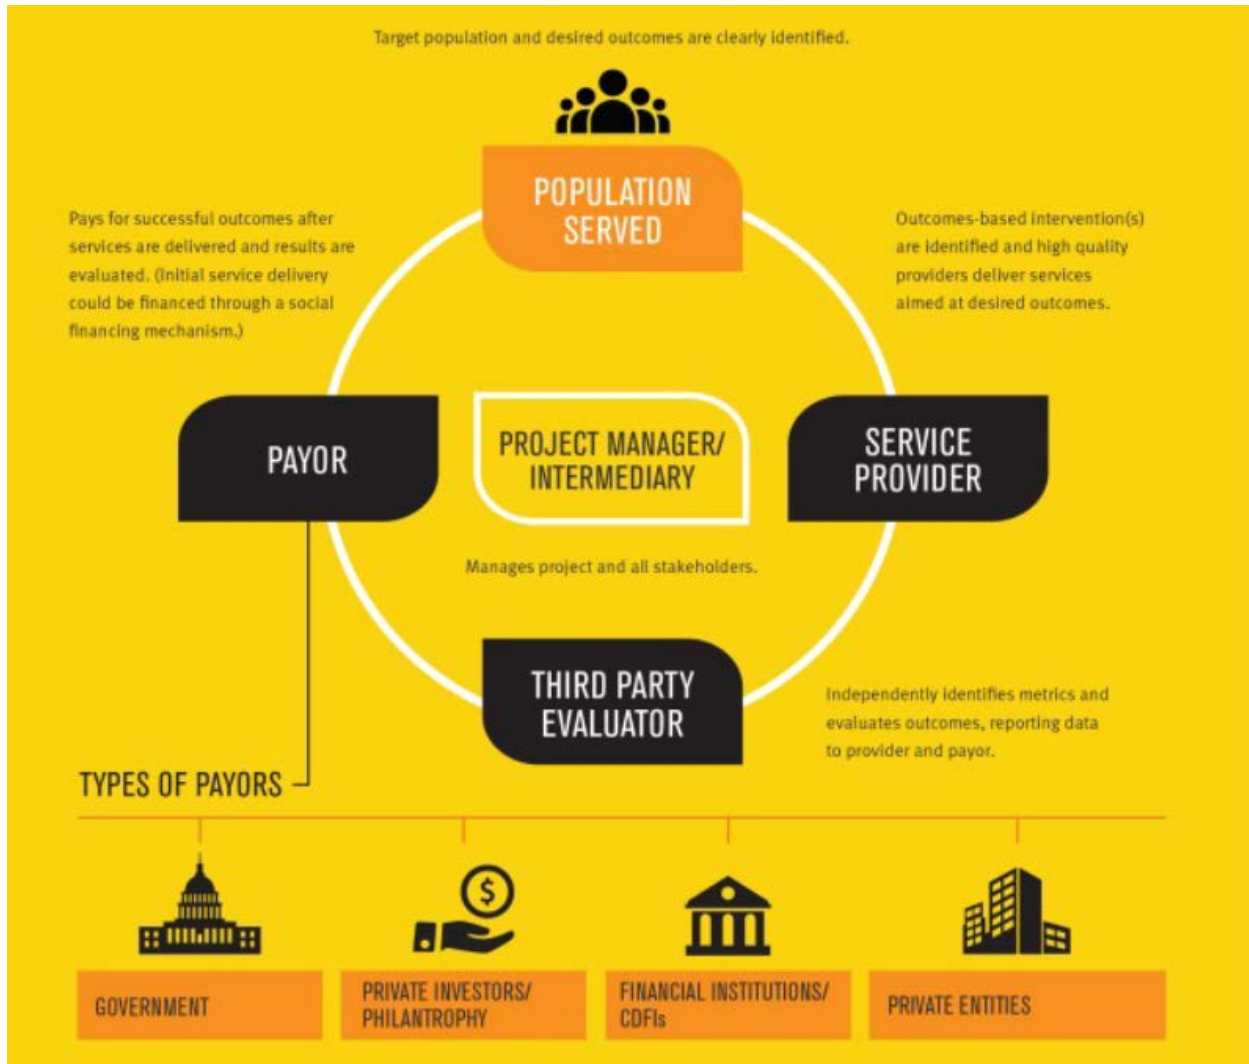 Target population and desired outcomes are clearly identified.
POPULATION
SERVED
Pays for successful outcomes after
services are delivered and results are
evaluated. (Initial service delivery
could be financed through a social
financing mechanism.)
Outcomes-based intervention(s)
are identified and high quality
providers deliver services
aimed at desired outcomes.
PAYOR
PROJECT MANAGER/
INTERMEDIARY
SERVICE
PROVIDER
Manages project and all stakeholders.
THIRD PARTY
EVALUATOR
Independently identifies metrics and
evaluates outcomes, reporting data
to provider and payor.
TYPES OF PAYORS
$
GOVERNMENT
PRIVATE INVESTORS/
PHILANTROPHY
FINANCIAL INSTITUTIONS/
CDFIs
PRIVATE ENTITIES